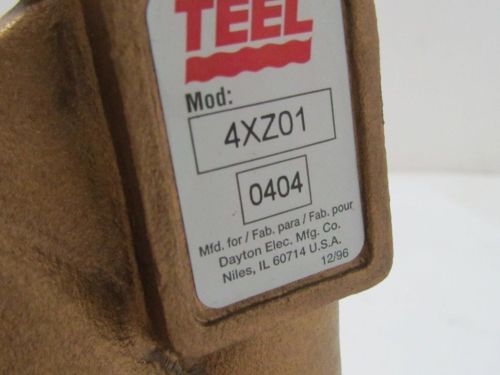 TEEL
Mod:
4XZ01
0404
Mfd. for / Fab. para / Fab. pour
Dayton Elec. Mfg. Co.
Niles, IL 60714 U.S.A.
12/96